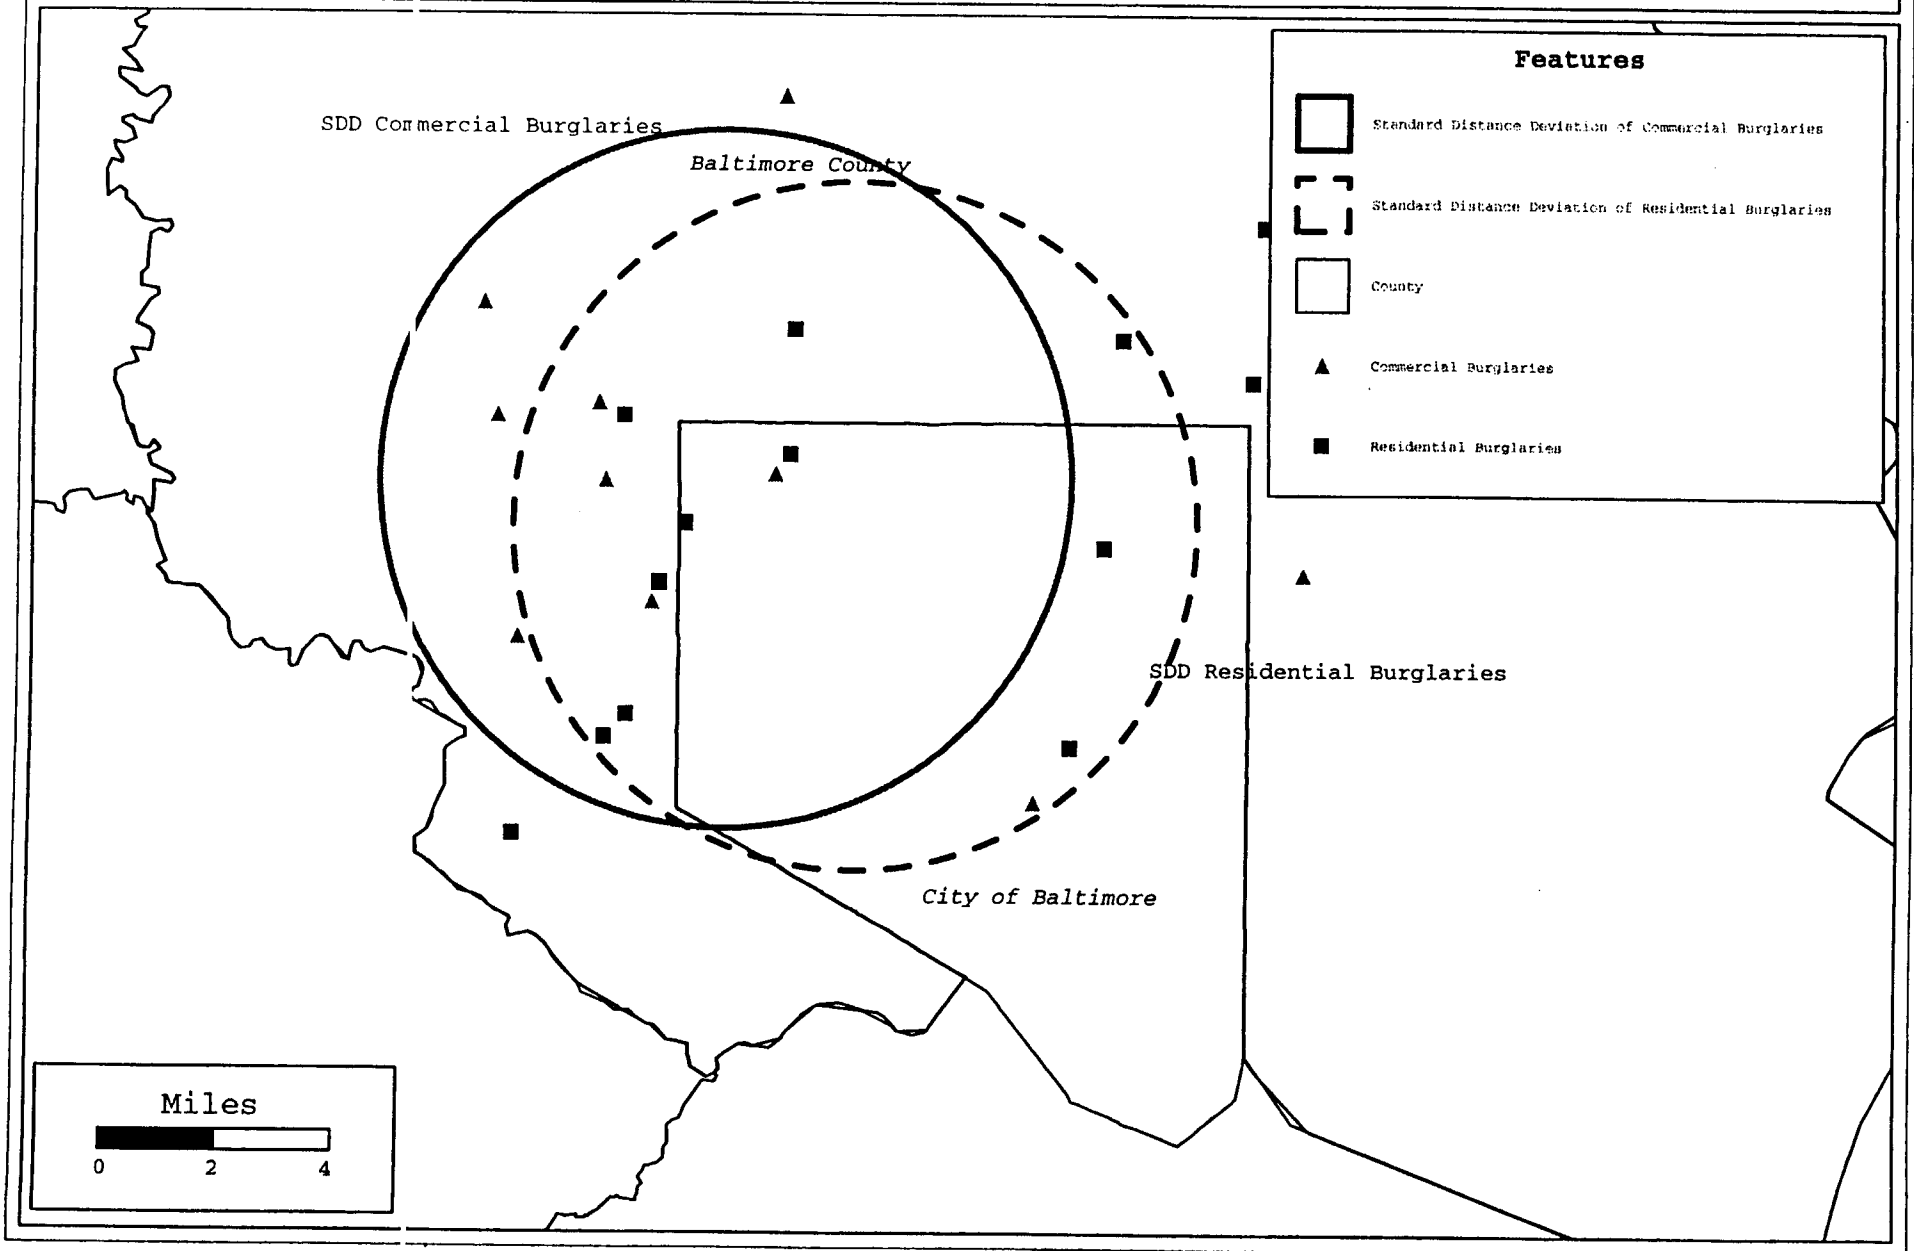 Features
SDD Commercial Burglaries
Standard Distance Deviation of Commercial Burglaries
Baltimore County
Standard Distance Deviation of Residential Burglaries
County
Commercial Burglaries
Residential Burglaries
SDD Residential Burglaries
City of Baltimore
Miles
0 2 4